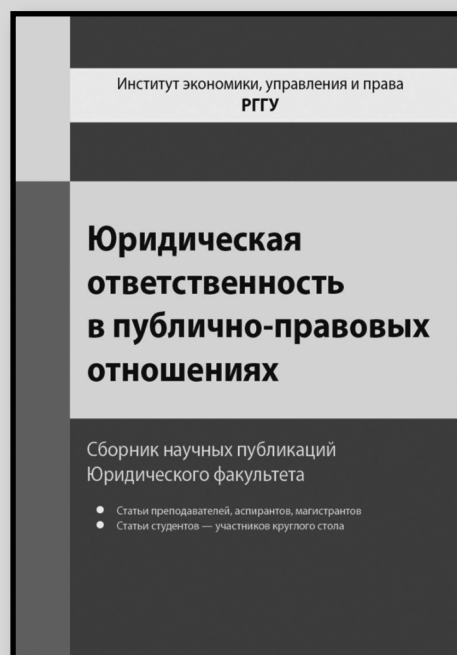 Институт экономики, управления и права
РГГУ
Юридическая
ответственность
в публично-правовых
отношениях
Сборник научных публикаций
Юридического факультета
● Статьи преподавателей, аспирантов, магистрантов
● Статьи студентов — участников круглого стола